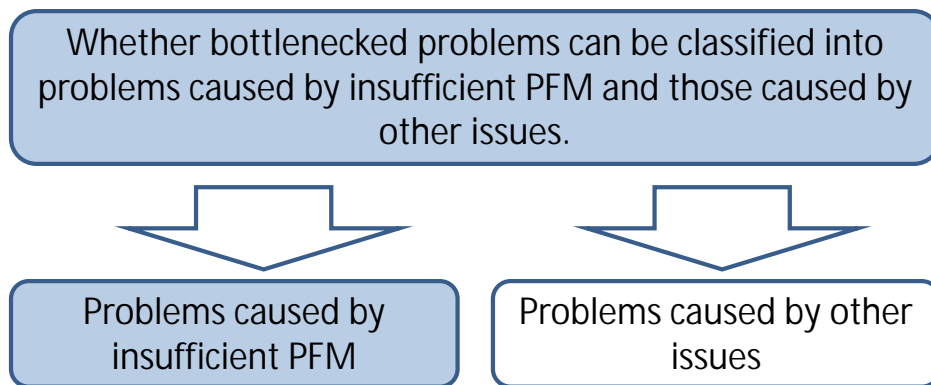 Whether bottlenecked problems can be classified into
problems caused by insufficient PFM and those caused by
other issues.
Problems caused by
insufficient PFM
Problems caused by other
issues